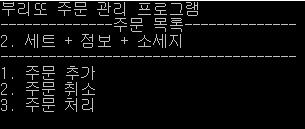 부리또 주문 관리 프로그램
--------------주문 목록--------------
2. 세트 + 정보 + 소세지
-------------------------------------
1. 주문 추가
2. 주문 취소
3. 주문 처리